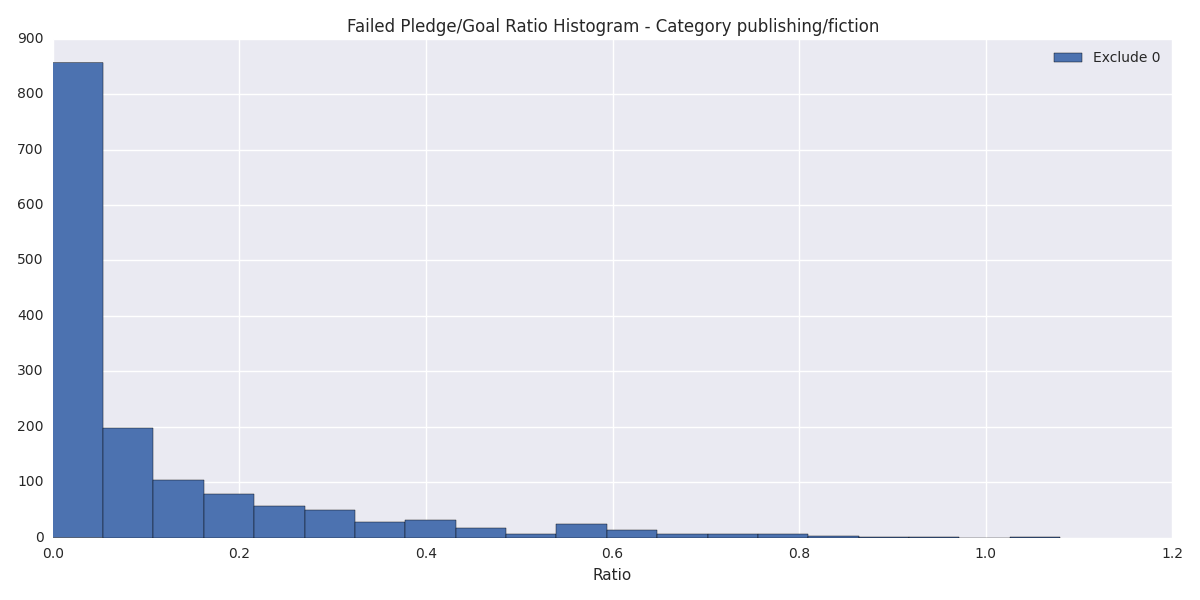 Failed Pledge/Goal Ratio Histogram - Category publishing/fiction
900
800
700
600
500
400
300
200
100
0
Exclude 0
0.0 0.2 0.4 0.6 0.8 1.0 1.2
Ratio